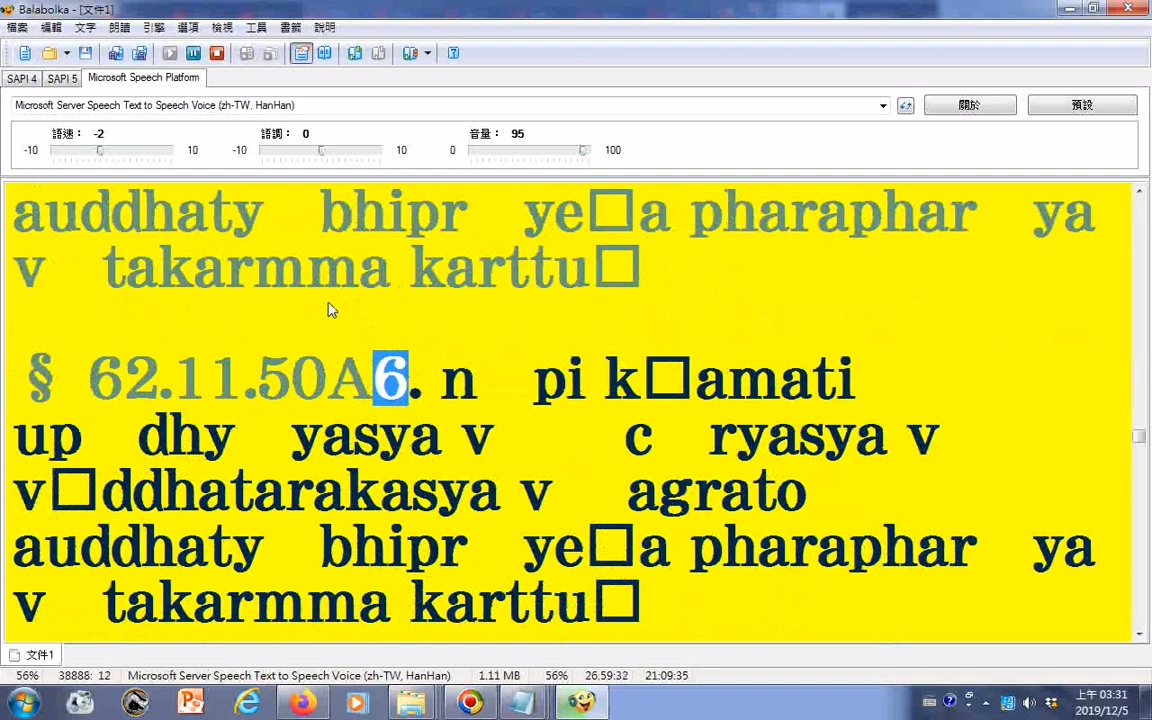 Balabolka - [文件1]
檔案 編輯 文字 朗讀 引擎 選項 檢視 工具 書籤 說明
SAPI 4 SAPI 5 Microsoft Speech Platform
Microsoft Server Speech Text to Speech Voice (zh-TW, HanHan) 關於 預設
語速： -2 語調： 0 音量： 95
-10 10 -10 10 0 100
auddhaty bhipr ye□a pharaphar ya
v takarmma karttu□
§ 62.11.50A6. n pi k□amati
up dhy yasya v c ryasya v
v□ddhatarakasya v agrato
auddhaty bhipr ye□a pharaphar ya
v takarmma karttu□
文件1
56% 38888: 12 Microsoft Server Speech Text to Speech Voice (zh-TW, HanHan) 1.11 MB 56% 26:59:32 21:09:35
上午 03:31
2019/12/5